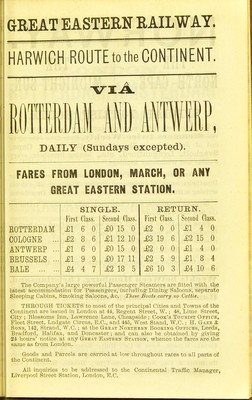 GREAT EASTERN RAILWAY.
HARWICH ROUTE to the CONTINENT.
VIÂ
ROTTERDAM AND ANTWERP,
DAILY (Sundays excepted).
FARES FROM LONDON, MARCH, OR ANY
GREAT EASTERN STATION.
SINGLE. RETURN.
First Class. Second Class. First Class. Second Class.
ROTTERDAM £1 6 0 £0 15 0 £2 0 0 £1 4 0
COLOGNE ... £2 8 6 £1 12 10 £3 19 6 £2 15 0
ANTWERP ... £1 6 0 £0 15 0 £2 0 0 £1 4 0
BRUSSELS ... £1 9 9 £0 17 11 £2 5 9 £1 8 4
BALE ... £4 4 7 £2 18 5 £6 10 3 £4 10 6
The Company's large powerful Passenger Steamers are fitted with the
latest accommodation for Passengers, including Dining Saloons, separate
Sleeping Cabins, Smoking Saloons, &c. These Boats carry no Cattle.
THROUGH TICKETS to most of the principal Cities and Towns of the
Continent are issued in London at 44, Regent Street, W.; 48, Lime Street,
City; Blossoms Inn, Lawrence Lane, Cheapside; COOK'S TOURIST OFFICES,
Fleet Street, Ludgate Circus, E.C., and 445, West Strand, W.C.; H. GAZE &
SONS, 142, Strand, W.C.; at the GREAT NORTHERN BOOKING OFFICES, Leeds,
Bradford, Halifax, and Doncaster; and can also be obtained by giving
24 hours' notice at any GREAT EASTERN STATION, whence the fares are the
same as from London.
Goods and Parcels are carried at low throughout rates to all parts of
the Continent.
All inquiries to be addressed to the Continental Traffic Manager,
Liverpool Street Station, London, E.C.